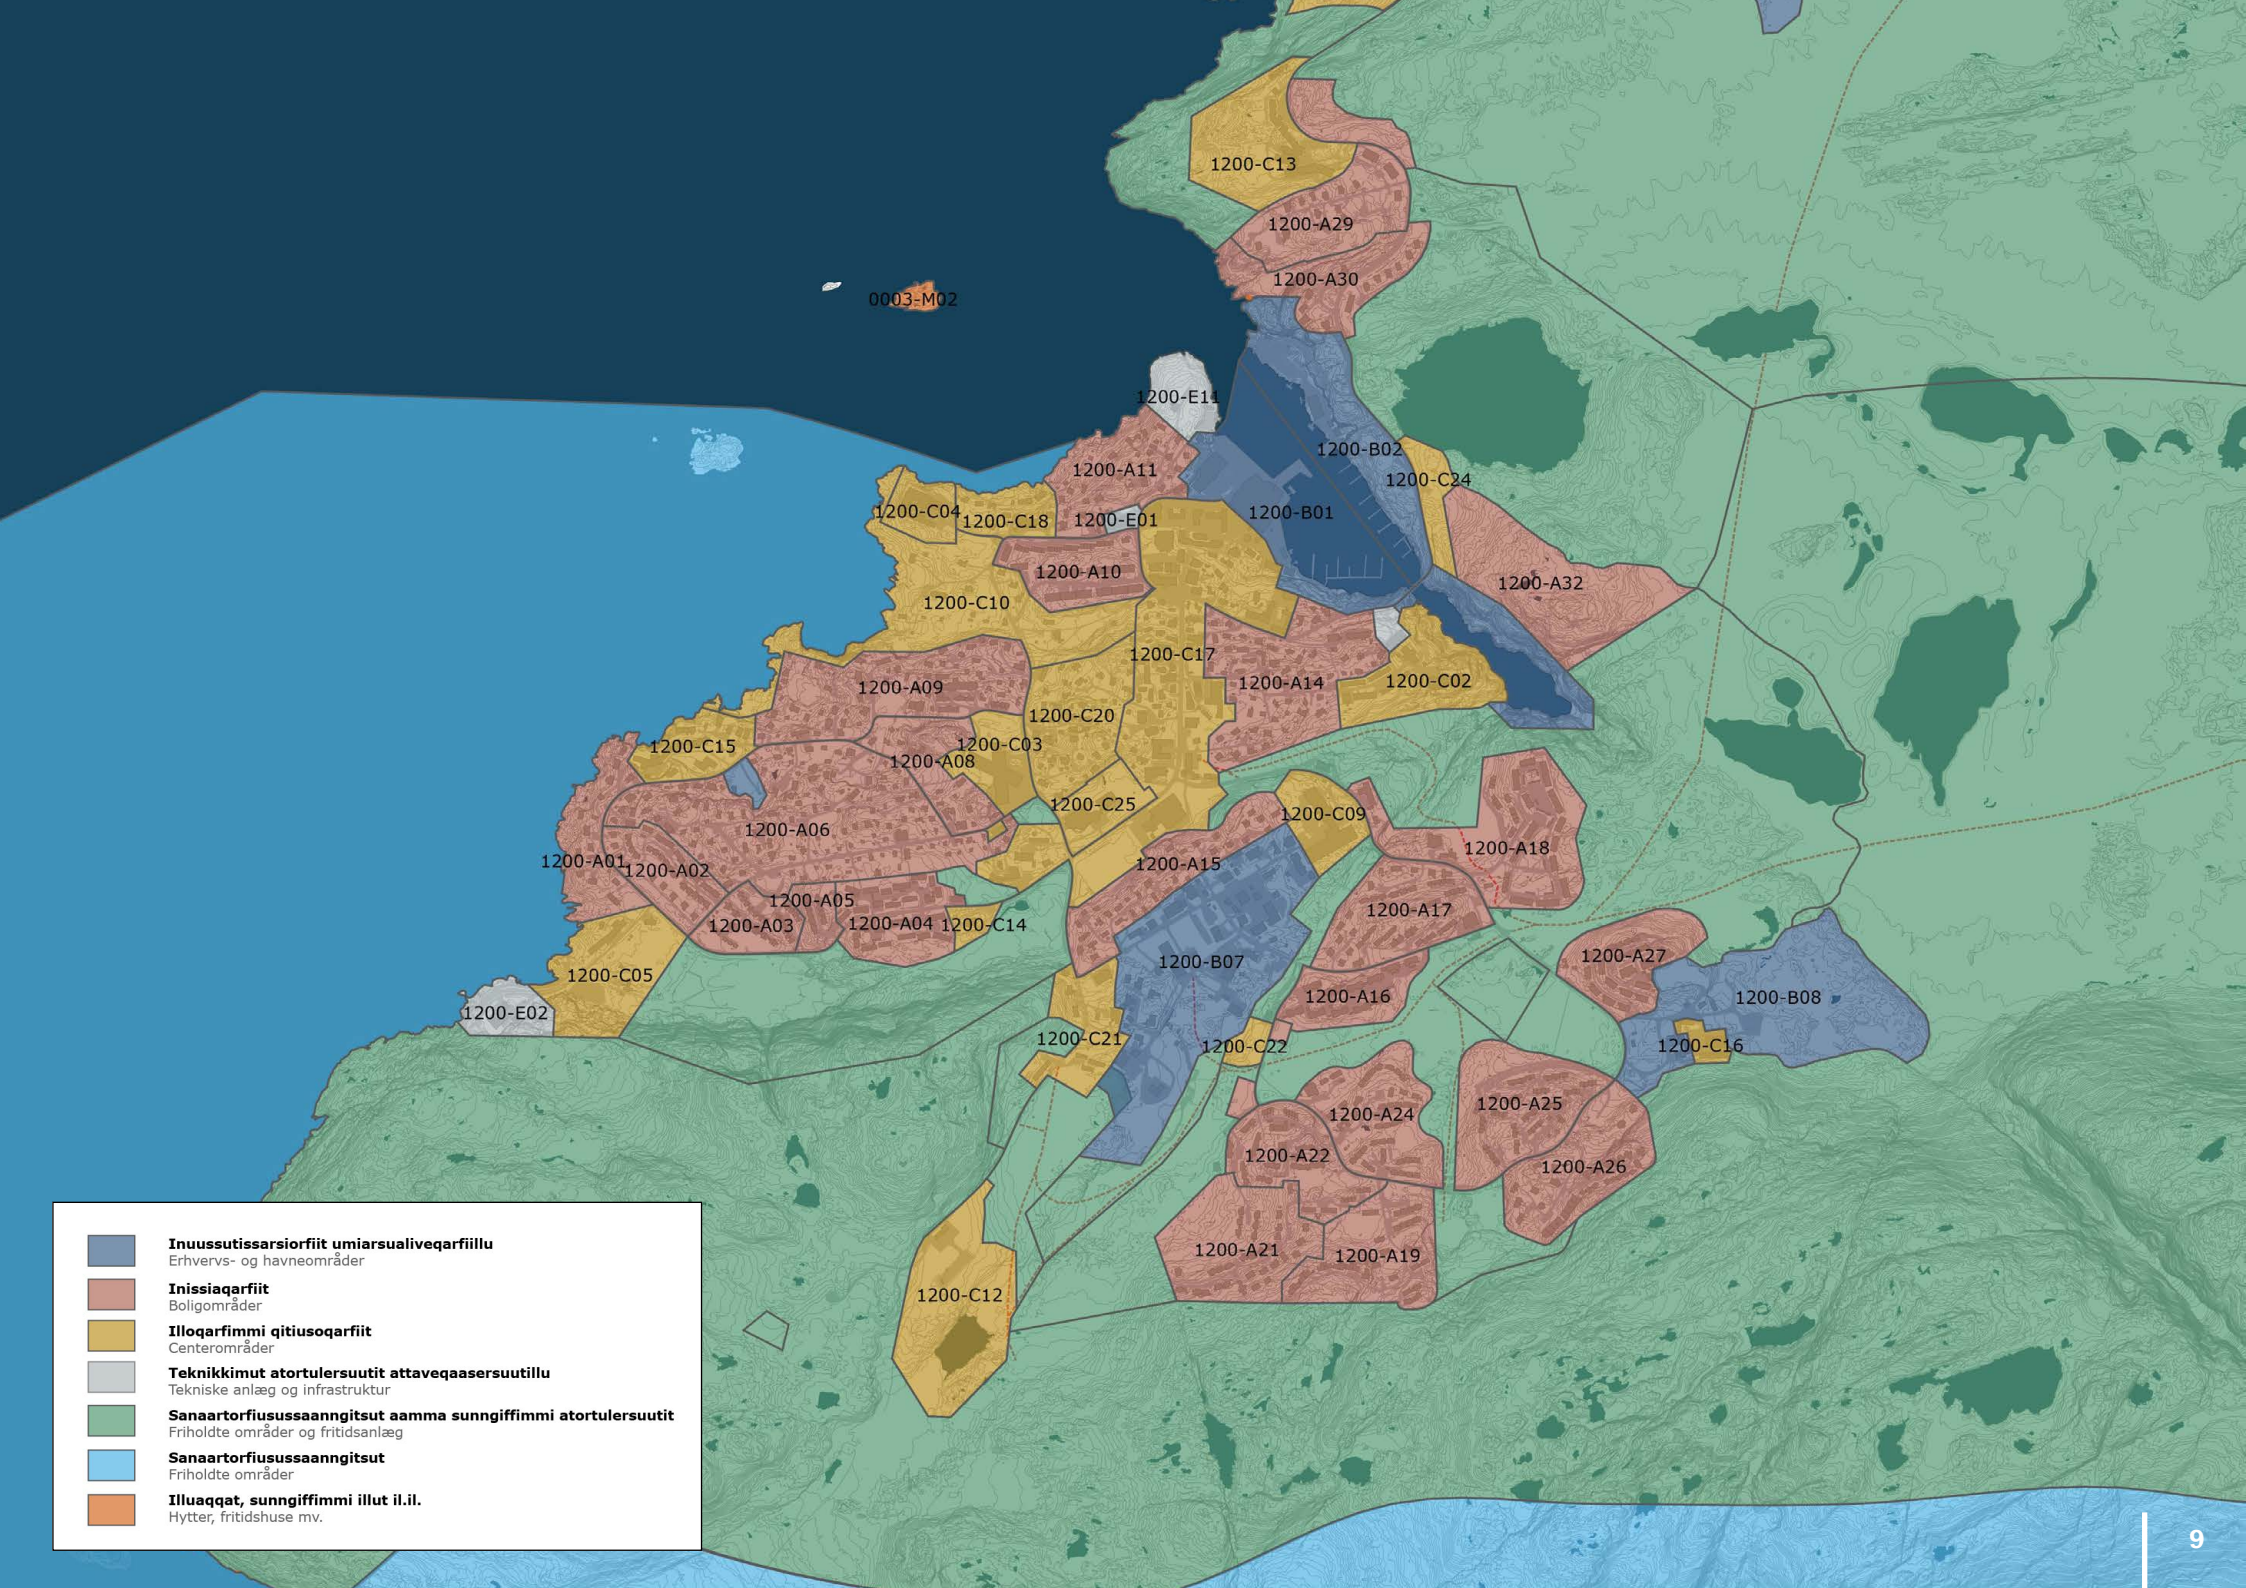 1200-C13
1200-A29
1200-A30
0003-M02
1200-E11
1200-B02
1200-A11
1200-C24
1200-C04
1200-C18
1200-E01
1200-B01
1200-A10
1200-A32
1200-C10
1200-C17
1200-A09
1200-A14
1200-C02
1200-C20
1200-C15
1200-C03
1200-A08
1200-C25
1200-C09
1200-A06
1200-A18
1200-A01
1200-A02
1200-A15
1200-A05
1200-A17
1200-A03
1200-A04
1200-C14
1200-A27
1200-B07
1200-C05
1200-A16
1200-B08
1200-E02
1200-C21
1200-C22
1200-C16
1200-A25
1200-A24
1200-A22
1200-A26
1200-A21
1200-A19
1200-C12
Inuussutissarsiorfiit umiarsualiveqarfiillu
Erhvervs- og havneområder
Inissiaqarfiit
Boligområder
Illoqarfimmi qitiusoqarfiit
Centerområder
Teknikkimut atortulersuutit attaveqaasersuutillu
Tekniske anlæg og infrastruktur
Sanaartorfiusussaanngitsut aamma sunngiffimmi atortulersuutit
Friholdte områder og fritidsanlæg
Sanaartorfiusussaanngitsut
Friholdte områder
Illuaqqat, sunngiffimmi illut il.il.
Hytter, fritidshuse mv.
9